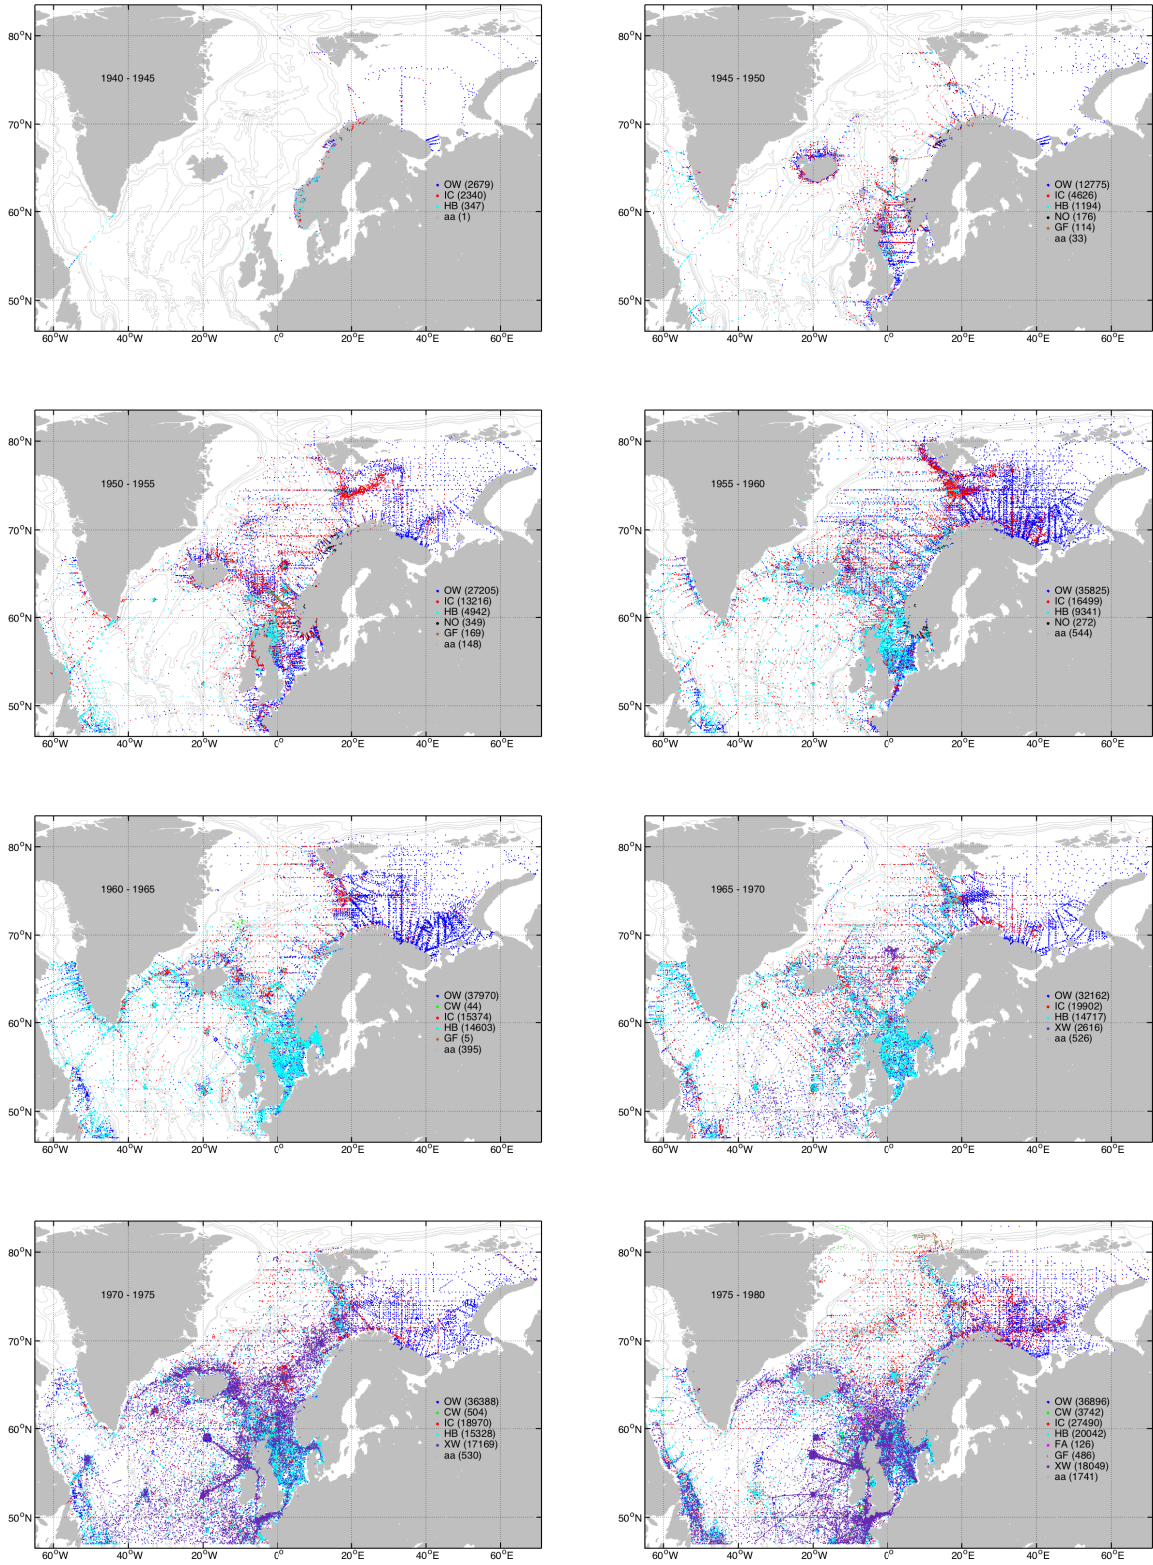 80°N
70°N
60°N
50°N
60°W 40°W 20°W 0° 20°E 40°E 60°E
1940 - 1945
OW (2679)
IC (2340)
HB (347)
aa (1)
80°N
70°N
60°N
50°N
60°W 40°W 20°W 0° 20°E 40°E 60°E
1945 - 1950
OW (12775)
IC (4626)
HB (1194)
NO (176)
GF (114)
aa (33)
80°N
70°N
60°N
50°N
60°W 40°W 20°W 0° 20°E 40°E 60°E
1950 - 1955
OW (27205)
IC (13216)
HB (4942)
NO (349)
GF (169)
aa (148)
80°N
70°N
60°N
50°N
60°W 40°W 20°W 0° 20°E 40°E 60°E
1955 - 1960
OW (35825)
IC (16499)
HB (9341)
NO (272)
aa (544)
80°N
70°N
60°N
50°N
60°W 40°W 20°W 0° 20°E 40°E 60°E
1960 - 1965
OW (37970)
CW (44)
IC (15374)
HB (14603)
GF (5)
aa (395)
80°N
70°N
60°N
50°N
60°W 40°W 20°W 0° 20°E 40°E 60°E
1965 - 1970
OW (32162)
IC (19902)
HB (14717)
XW (2616)
aa (526)
80°N
70°N
60°N
50°N
60°W 40°W 20°W 0° 20°E 40°E 60°E
1970 - 1975
OW (36388)
CW (504)
IC (18970)
HB (15328)
XW (17169)
aa (530)
80°N
70°N
60°N
50°N
60°W 40°W 20°W 0° 20°E 40°E 60°E
1975 - 1980
OW (36896)
CW (3742)
IC (27490)
HB (20042)
FA (126)
GF (486)
XW (18049)
aa (1741)